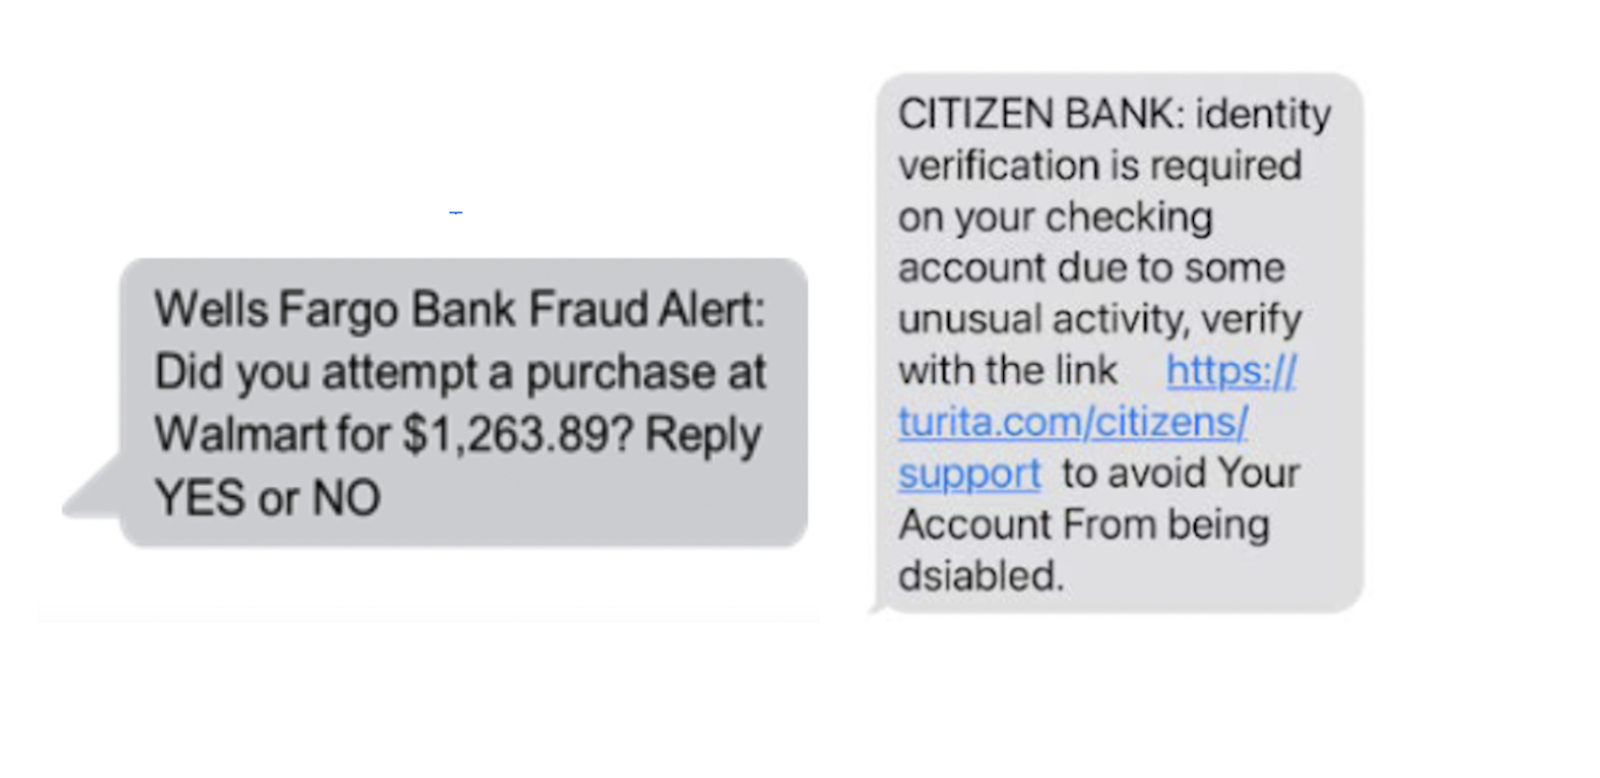 Wells Fargo Bank Fraud Alert:
Did you attempt a purchase at
Walmart for $1,263.89? Reply
YES or NO
CITIZEN BANK: identity
verification is required
on your checking
account due to some
unusual activity, verify
with the link https://
turita.com/citizens/
support to avoid Your
Account From being
dsiabled.